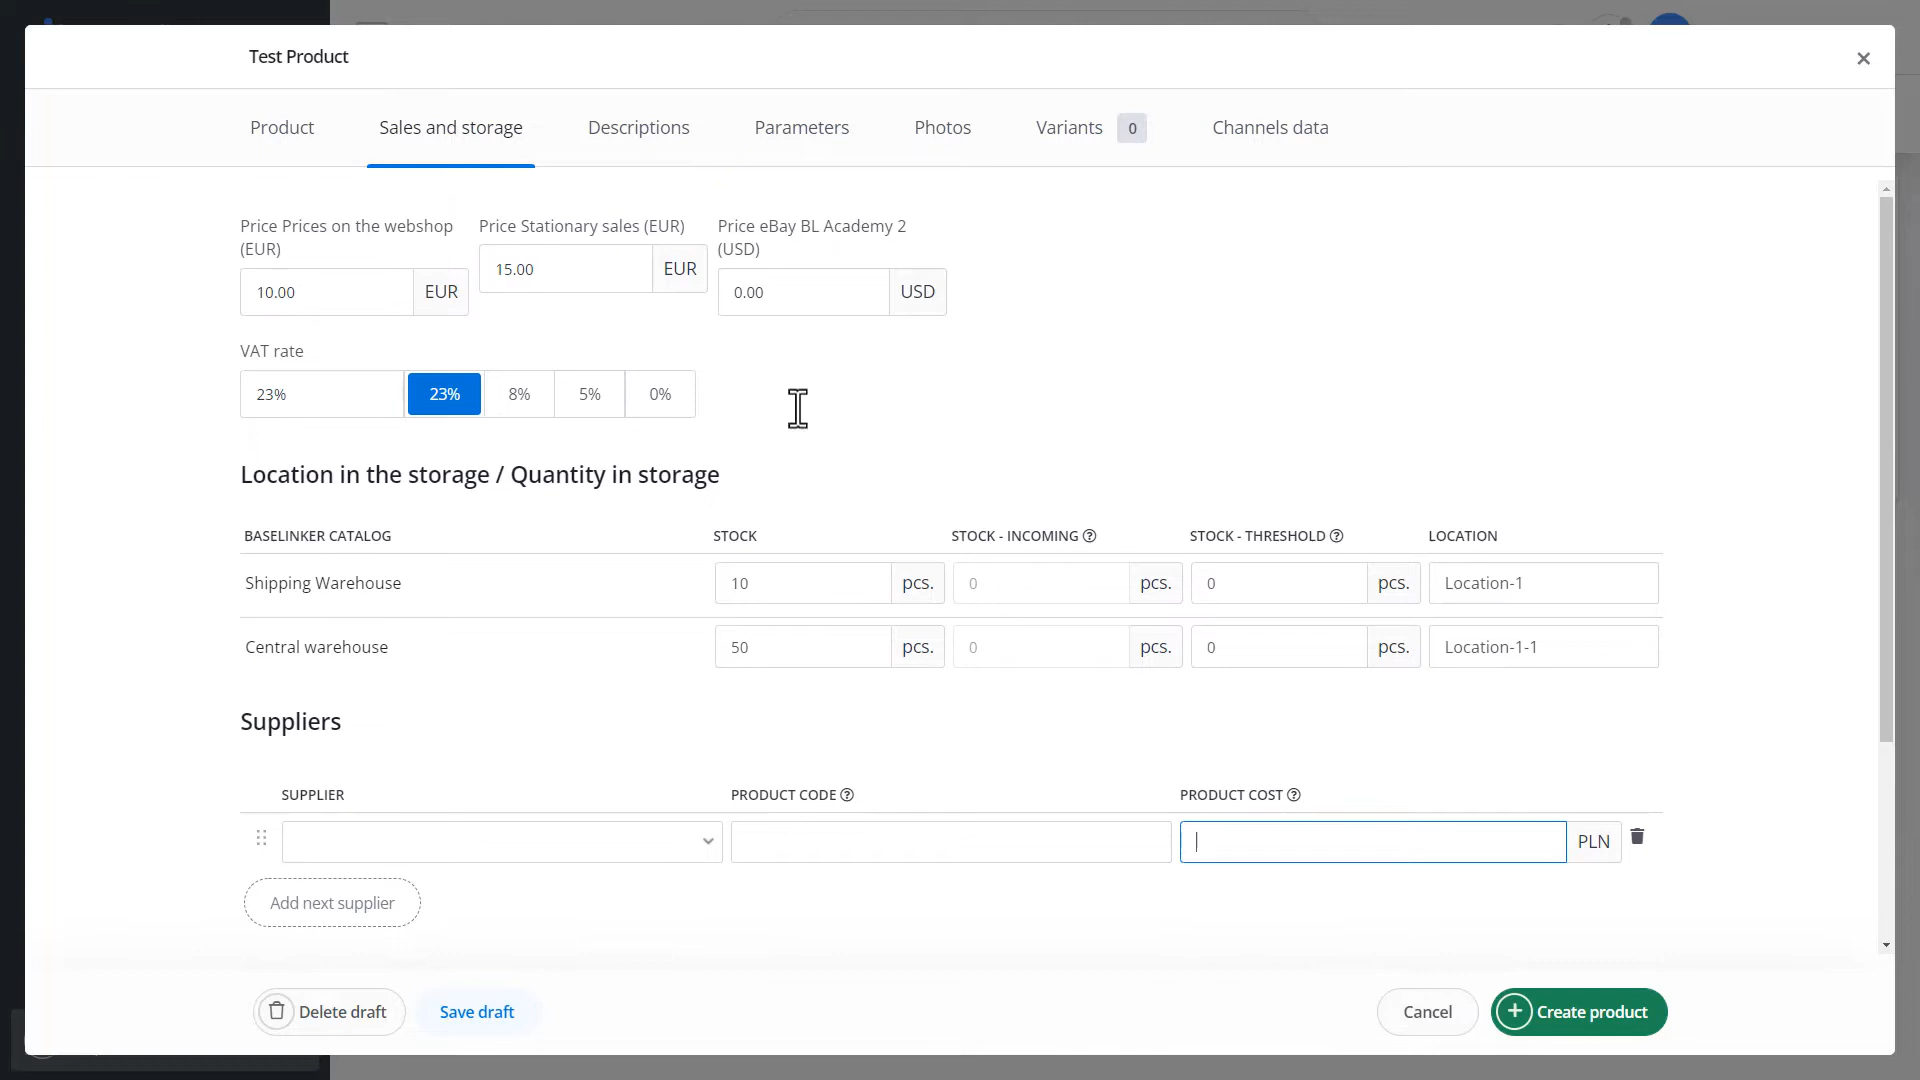 Test Product
Product Sales and storage Descriptions Parameters Photos Variants 0 Channels data
Price Prices on the webshop (EUR)
Price Stationary sales (EUR)
Price eBay BL Academy 2 (USD)
10.00 EUR
15.00 EUR
0.00 USD
VAT rate
23% 23% 8% 5% 0%
Location in the storage / Quantity in storage
BASELINKER CATALOG STOCK STOCK - INCOMING STOCK - THRESHOLD LOCATION
Shipping Warehouse 10 pcs. 0 pcs. 0 pcs. Location-1
Central warehouse 50 pcs. 0 pcs. 0 pcs. Location-1-1
Suppliers
SUPPLIER PRODUCT CODE PRODUCT COST
PLN
Add next supplier
Delete draft Save draft Cancel Create product